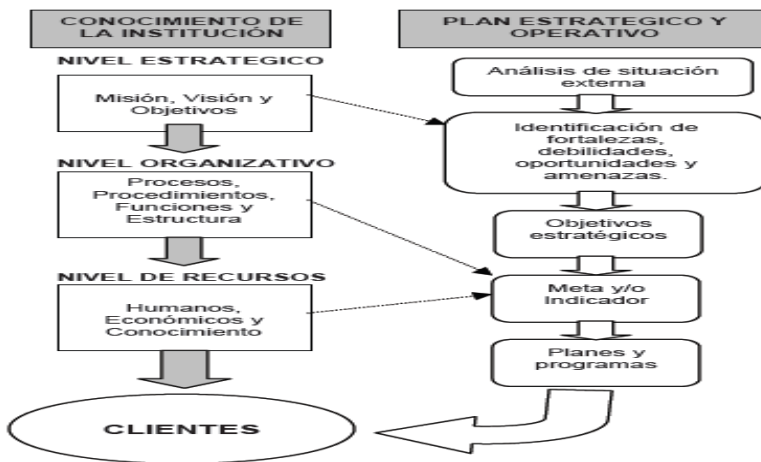 CONOCIMIENTO DE
LA INSTITUCIÓN
NIVEL ESTRATEGICO
Misión, Visión y
Objetivos
NIVEL ORGANIZATIVO
Procesos,
Procedimientos,
Funciones y
Estructura
NIVEL DE RECURSOS
Humanos,
Económicos y
Conocimiento
CLIENTES
PLAN ESTRATEGICO Y
OPERATIVO
Análisis de situación
externa
Identificación de
fortalezas,
debilidades,
oportunidades y
amenazas.
Objetivos
estratégicos
Meta y/o
Indicador
Planes y
programas